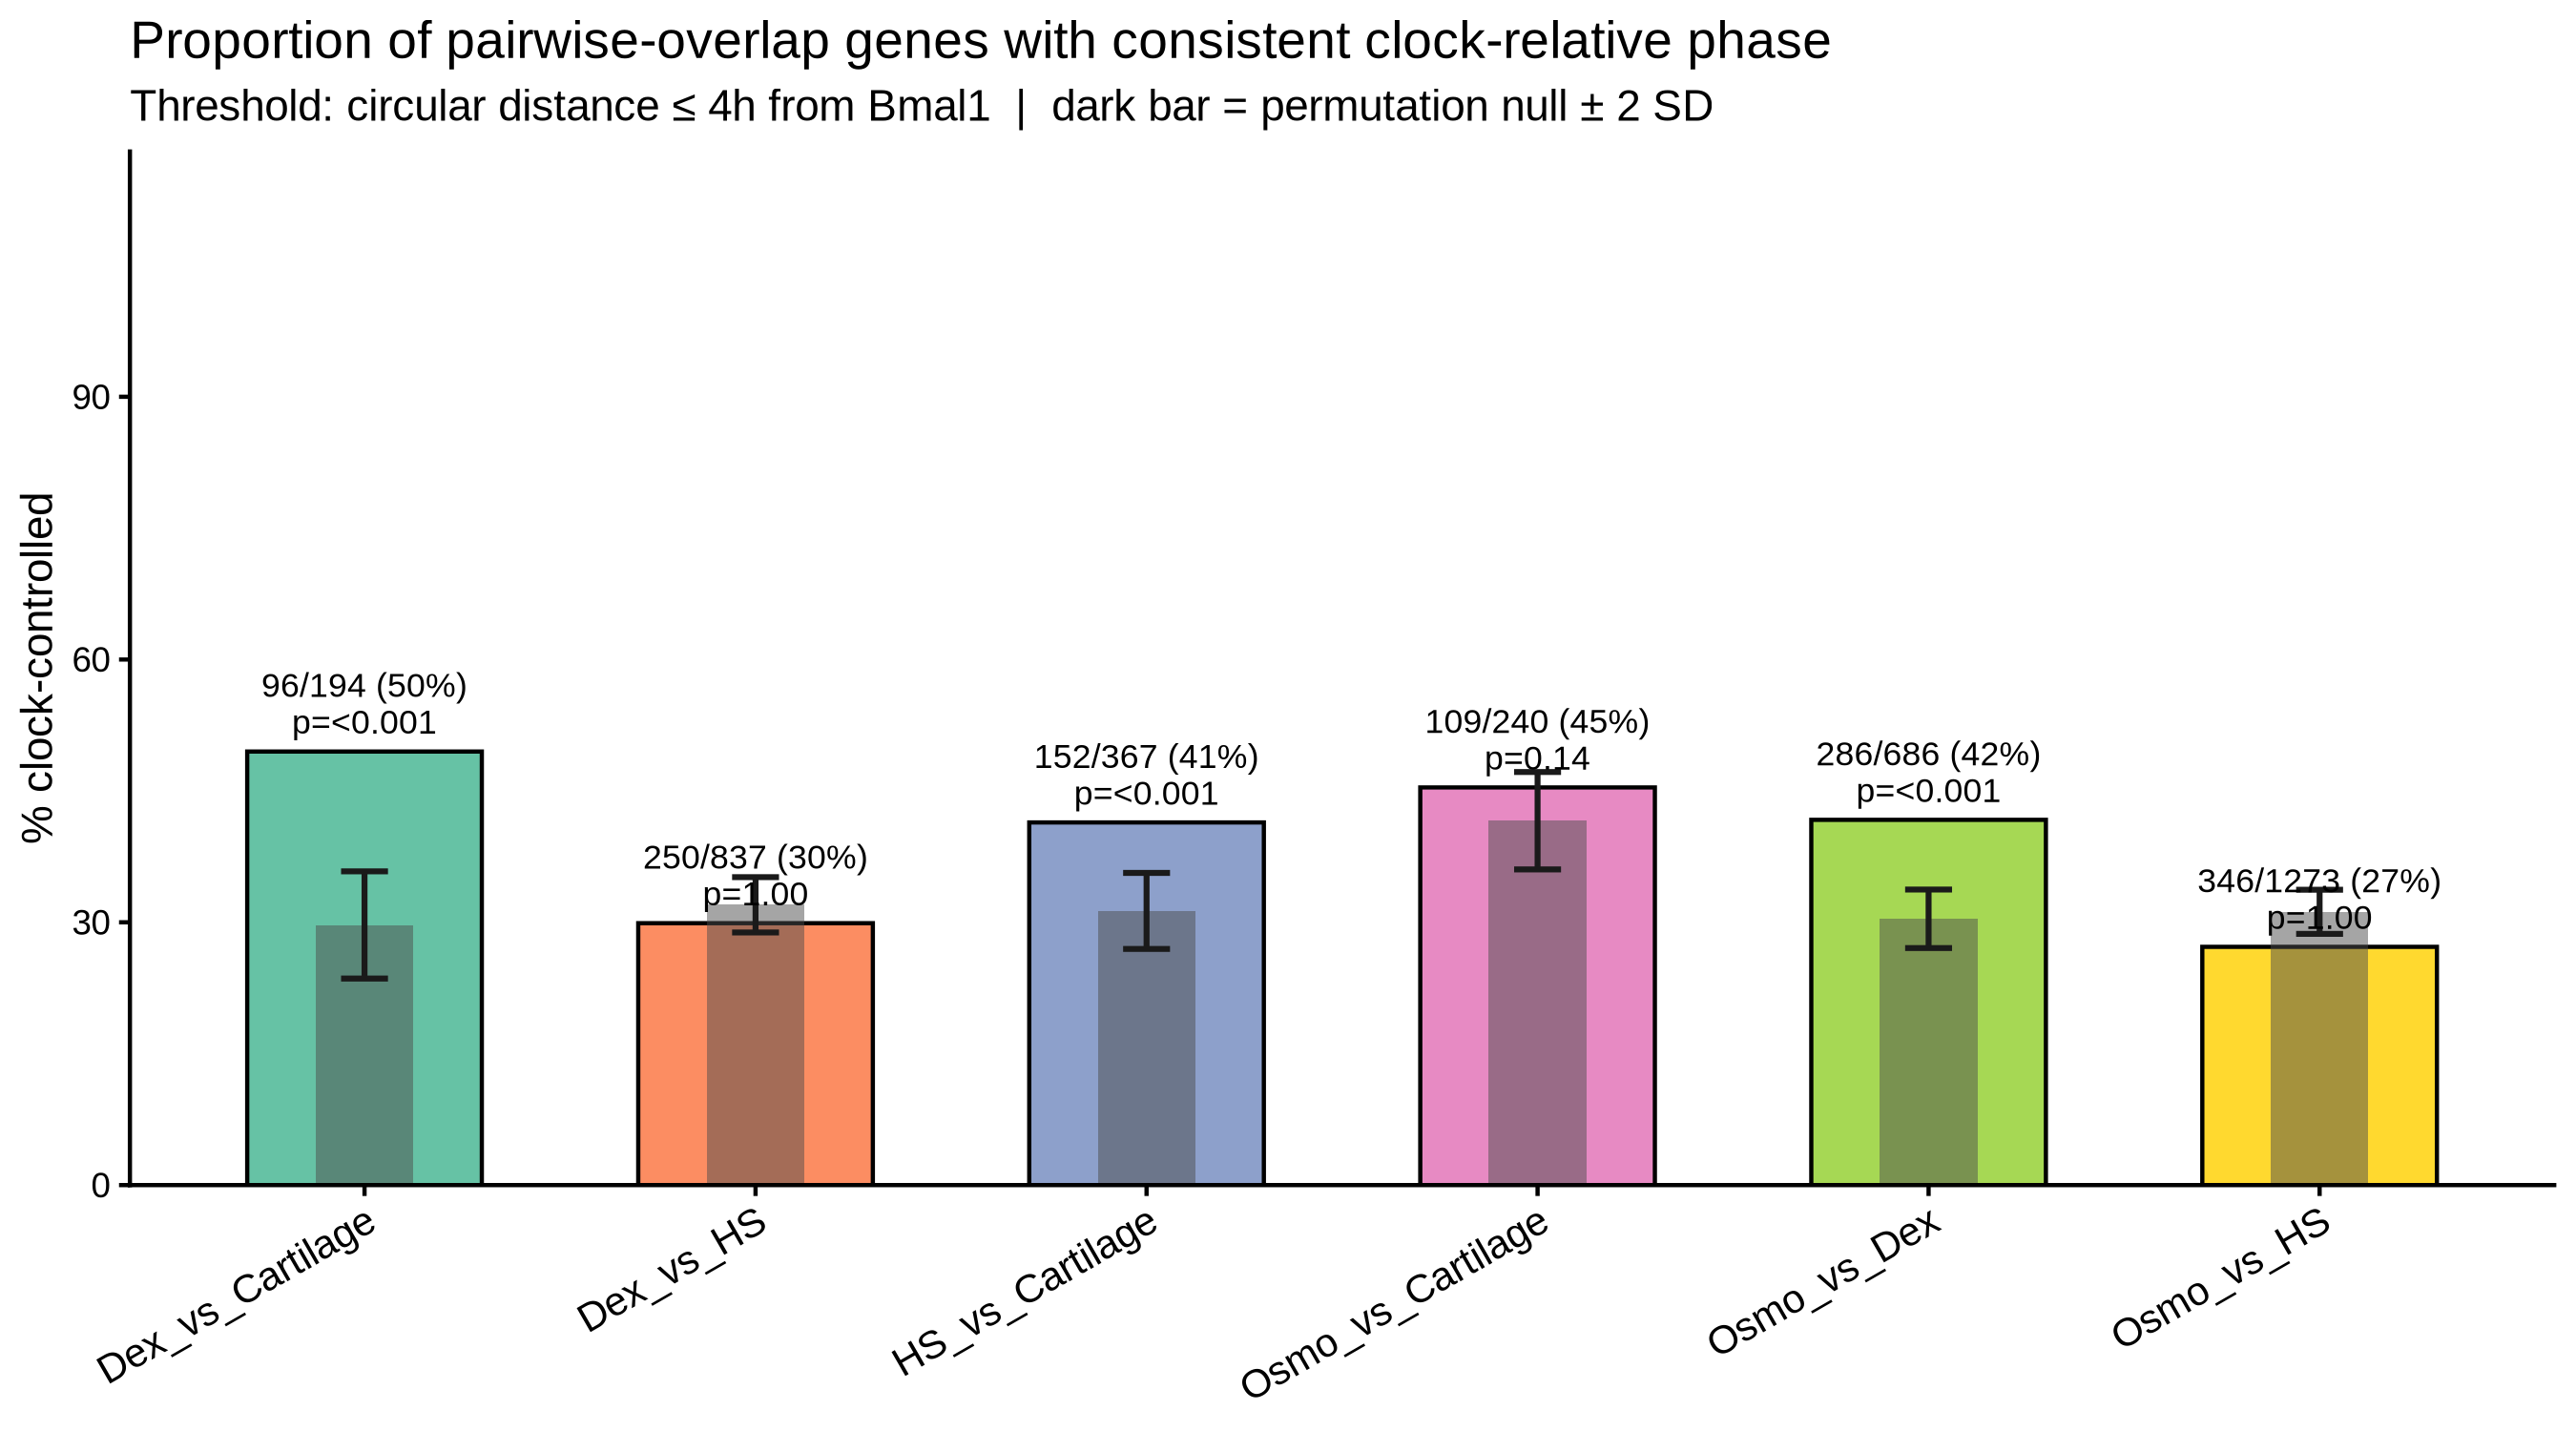 Proportion of pairwise-overlap genes with consistent clock-relative phase
Threshold: circular distance ≤ 4h from Bmal1 | dark bar = permutation null ± 2 SD
% clock-controlled
90
60
30
0
96/194 (50%)
p=<0.001
250/837 (30%)
p=1.00
152/367 (41%)
p=<0.001
109/240 (45%)
p=0.14
286/686 (42%)
p=<0.001
346/1273 (27%)
p=1.00
Dex_vs_Cartilage
Dex_vs_HS
HS_vs_Cartilage
Osmo_vs_Cartilage
Osmo_vs_Dex
Osmo_vs_HS